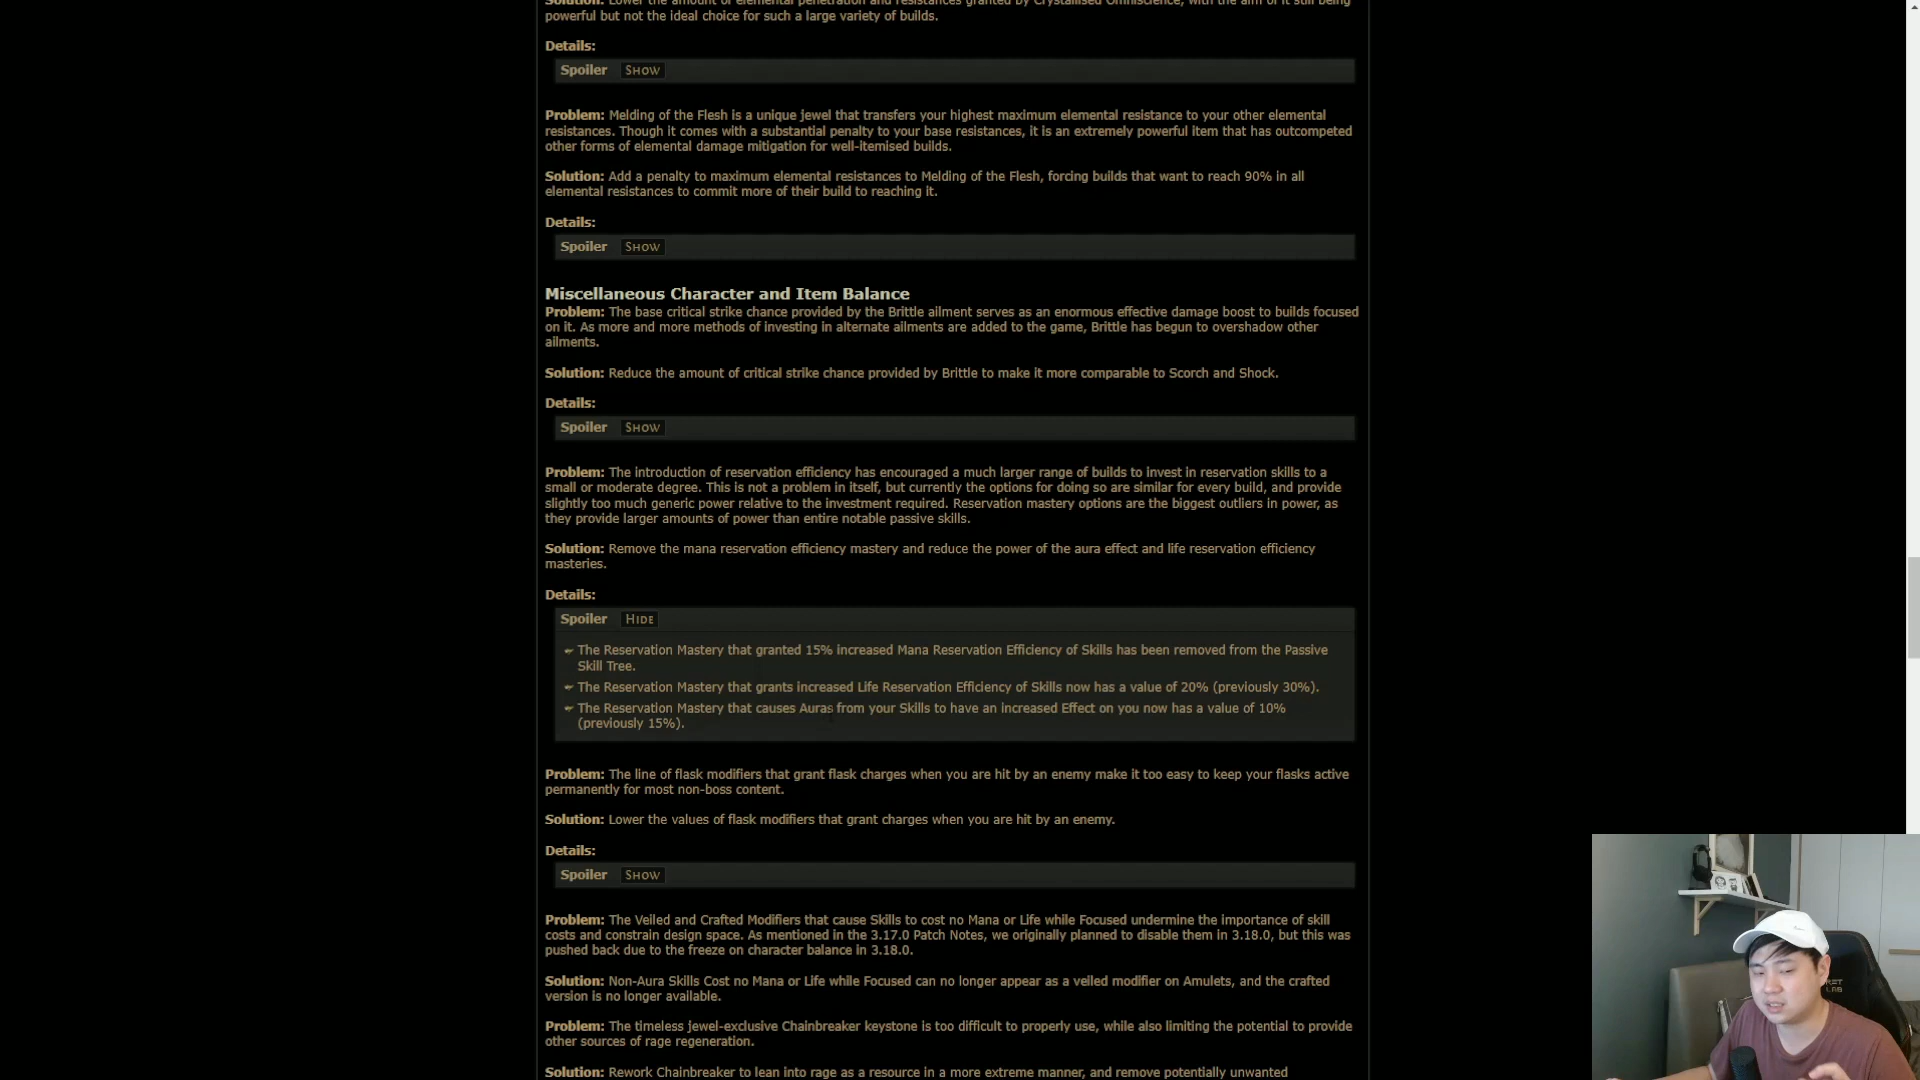 Solution: Lower the amount of elemental penetration and resistances granted by Crystallised Omniscience, with the aim of it still being
powerful but not the ideal choice for such a large variety of builds.
Details:
Spoiler SHOW
Problem: Melding of the Flesh is a unique jewel that transfers your highest maximum elemental resistance to your other elemental
resistances. Though it comes with a substantial penalty to your base resistances, it is an extremely powerful item that has outcompeted
other forms of elemental damage mitigation for well-itemised builds.
Solution: Add a penalty to maximum elemental resistances to Melding of the Flesh, forcing builds that want to reach 90% in all
elemental resistances to commit more of their build to reaching it.
Details:
Spoiler SHOW
Miscellaneous Character and Item Balance
Problem: The base critical strike chance provided by the Brittle ailment serves as an enormous effective damage boost to builds focused
on it. As more and more methods of investing in alternate ailments are added to the game, Brittle has begun to overshadow other
ailments.
Solution: Reduce the amount of critical strike chance provided by Brittle to make it more comparable to Scorch and Shock.
Details:
Spoiler SHOW
Problem: The introduction of reservation efficiency has encouraged a much larger range of builds to invest in reservation skills to a
small or moderate degree. This is not a problem in itself, but currently the options for doing so are similar for every build, and provide
slightly too much generic power relative to the investment required. Reservation mastery options are the biggest outliers in power, as
they provide larger amounts of power than entire notable passive skills.
Solution: Remove the mana reservation efficiency mastery and reduce the power of the aura effect and life reservation efficiency
masteries.
Details:
Spoiler HIDE
The Reservation Mastery that granted 15% increased Mana Reservation Efficiency of Skills has been removed from the Passive
Skill Tree.
The Reservation Mastery that grants increased Life Reservation Efficiency of Skills now has a value of 20% (previously 30%).
The Reservation Mastery that causes Auras from your Skills to have an increased Effect on you now has a value of 10%
(previously 15%).
Problem: The line of flask modifiers that grant flask charges when you are hit by an enemy make it too easy to keep your flasks active
permanently for most non-boss content.
Solution: Lower the values of flask modifiers that grant charges when you are hit by an enemy.
Details:
Spoiler SHOW
Problem: The Veiled and Crafted Modifiers that cause Skills to cost no Mana or Life while Focused undermine the importance of skill
costs and constrain design space. As mentioned in the 3.17.0 Patch Notes, we originally planned to disable them in 3.18.0, but this was
pushed back due to the freeze on character balance in 3.18.0.
Solution: Non-Aura Skills Cost no Mana or Life while Focused can no longer appear as a veiled modifier on Amulets, and the crafted
version is no longer available.
Problem: The timeless jewel-exclusive Chainbreaker keystone is too difficult to properly use, while also limiting the potential to provide
other sources of rage regeneration.
Solution: Rework Chainbreaker to lean into rage as a resource in a more extreme manner, and remove potentially unwanted